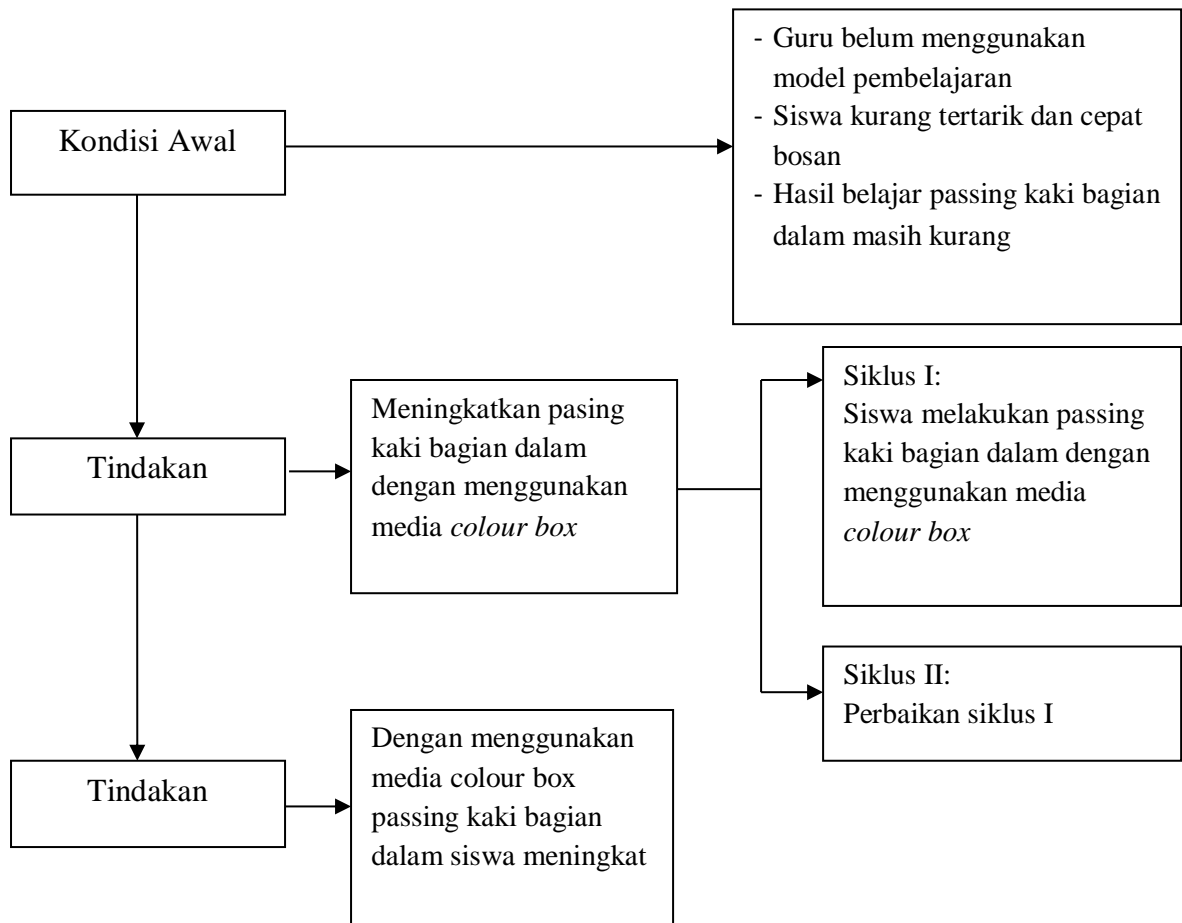 Kondisi Awal
- Guru belum menggunakan
model pembelajaran
- Siswa kurang tertarik dan cepat
bosan
- Hasil belajar passing kaki bagian
dalam masih kurang
Tindakan
Meningkatkan pasing
kaki bagian dalam
dengan menggunakan
media colour box
Siklus I:
Siswa melakukan passing
kaki bagian dalam dengan
menggunakan media
colour box
Siklus II:
Perbaikan siklus I
Tindakan
Dengan menggunakan
media colour box
passing kaki bagian
dalam siswa meningkat